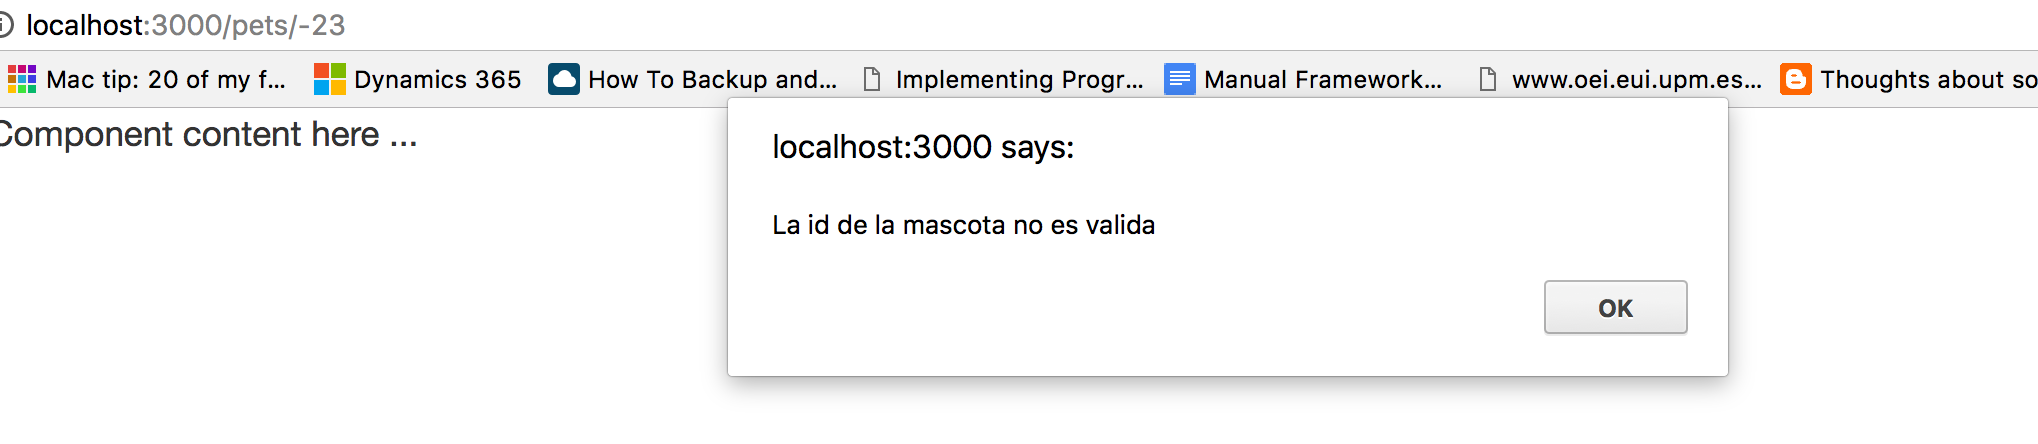 localhost:3000/pets/-23
Mac tip: 20 of my f... Dynamics 365 How To Backup and... Implementing Progr... Manual Framework... www.oei.eui.upm.es... Thoughts about so
Component content here ...
localhost:3000 says:
La id de la mascota no es valida
OK